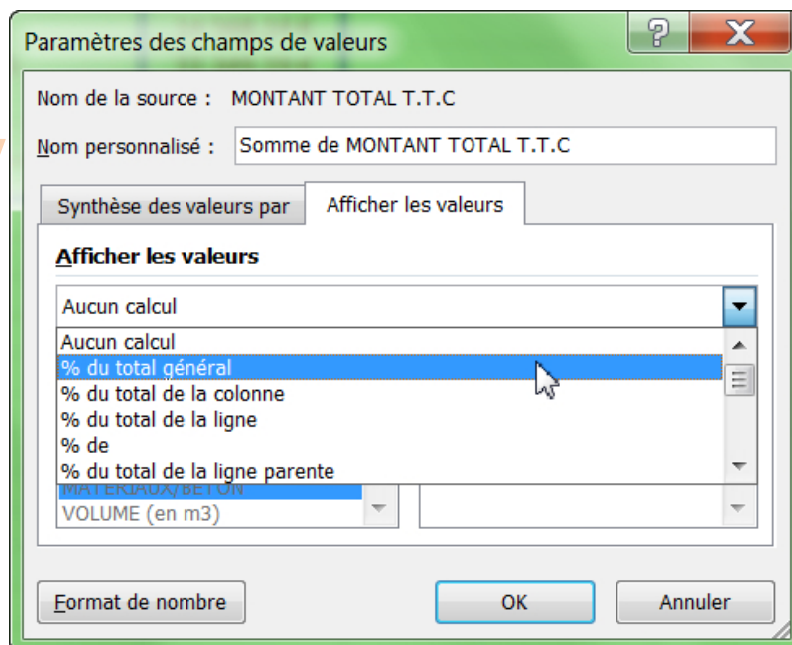 Paramètres des champs de valeurs
Nom de la source : MONTANT TOTAL T.T.C
Nom personnalisé : Somme de MONTANT TOTAL T.T.C
Synthèse des valeurs par Afficher les valeurs
Afficher les valeurs
Aucun calcul
Aucun calcul
% du total général
% du total de la colonne
% du total de la ligne
% de
% du total de la ligne parente
MATERIAUX/BETON
VOLUME (en m3)
Format de nombre OK Annuler